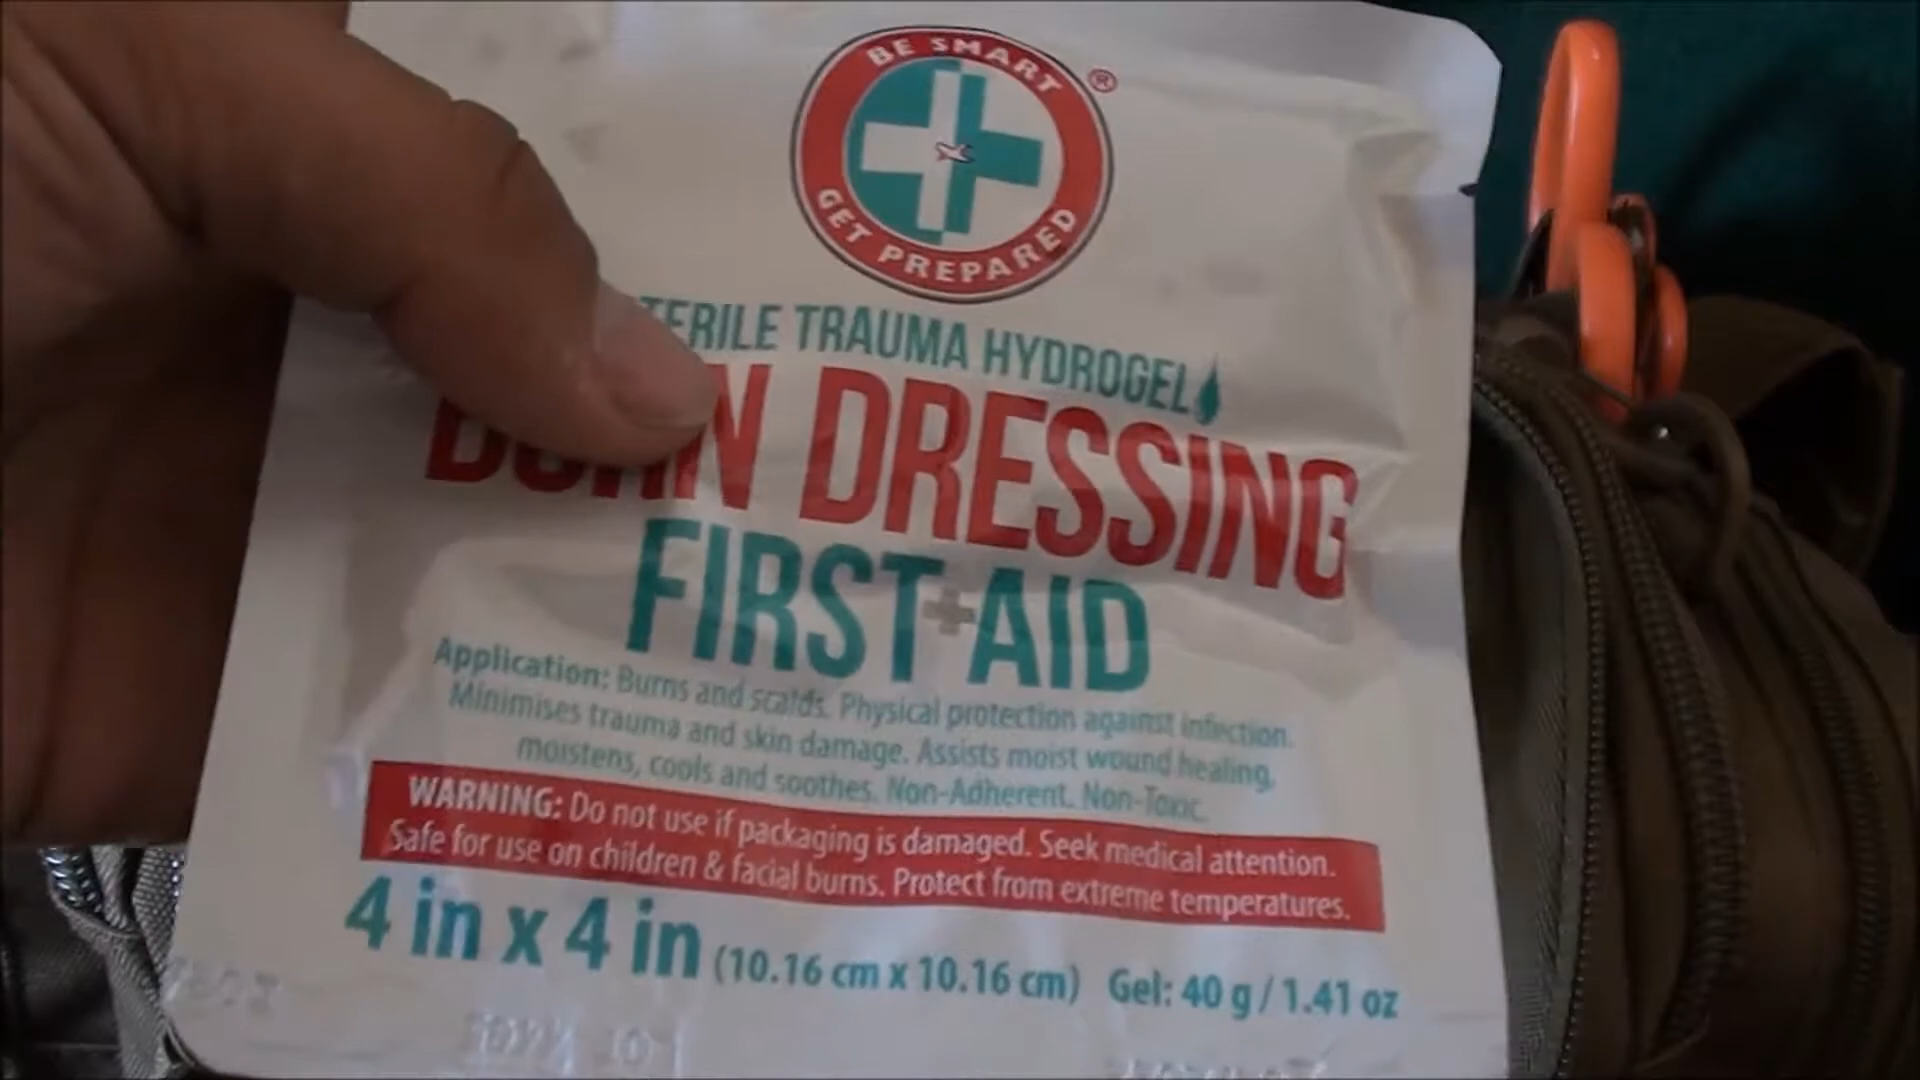 BE SMART
®
GET PREPARED
TERILE TRAUMA HYDROGEL
BURN DRESSING
FIRST+AID
Application: Burns and scalds. Physical protection against infection.
Minimises trauma and skin damage. Assists moist wound healing,
moistens, cools and soothes. Non-Adherent. Non-Toxic.
WARNING: Do not use if packaging is damaged. Seek medical attention.
Safe for use on children & facial burns. Protect from extreme temperatures.
4 in x 4 in (10.16 cm x 10.16 cm) Gel: 40 g / 1.41 oz